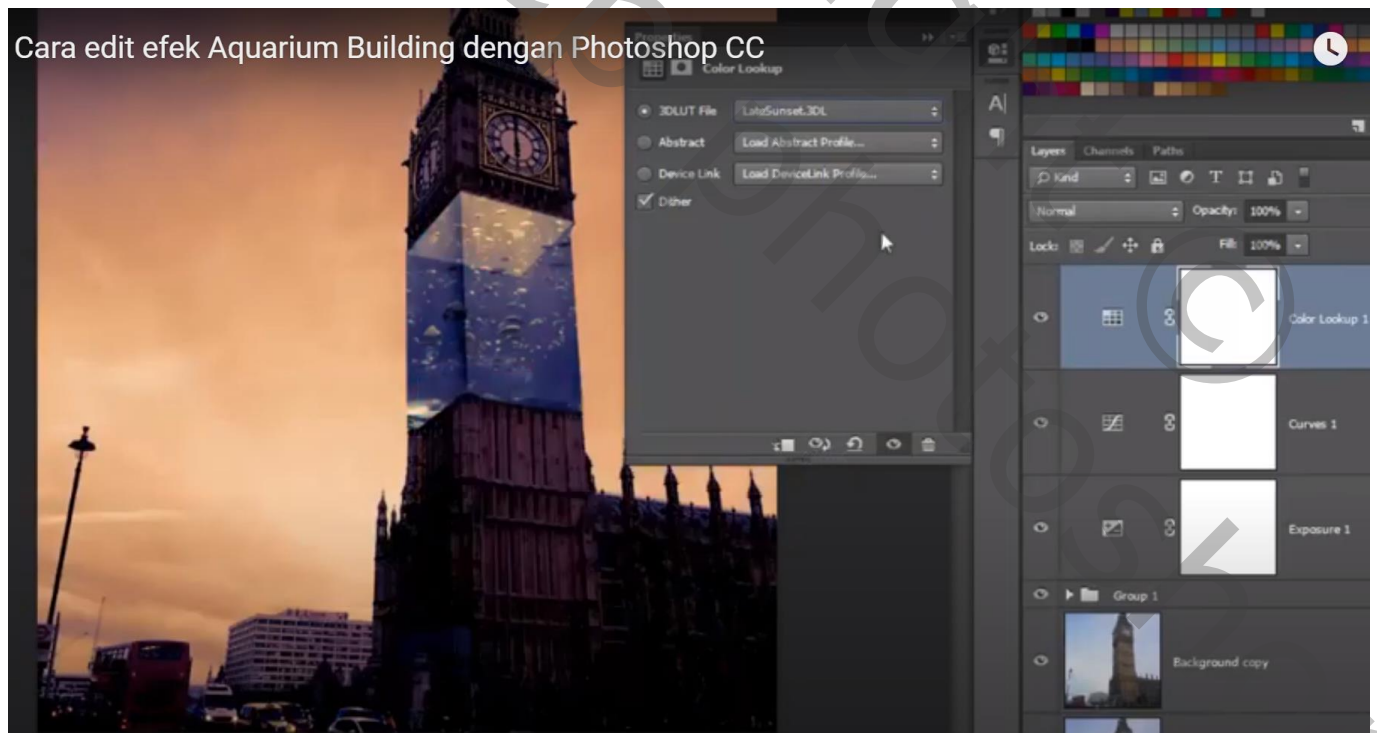 Cara edit efek Aquarium Building dengan Photoshop CC
Properties
Color Lookup
3DLUT File
LateSunset.3DL
Abstract
Load Abstract Profile...
Device Link
Load DeviceLink Profile...
Dither
Layers Channels Paths
Kind
Normal
Opacity: 100%
Lock: Fill: 100%
Color Lookup 1
Curves 1
Exposure 1
Group 1
Background copy